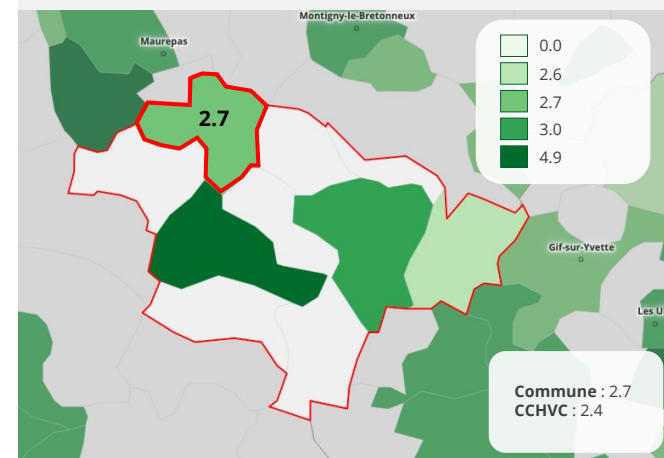 Montigny-le-Bretonneux
Maurepas
0.0
2.6
2.7
3.0
4.9
2.7
Gif-sur-Yvette
Les U
Commune : 2.7
CCHVC : 2.4